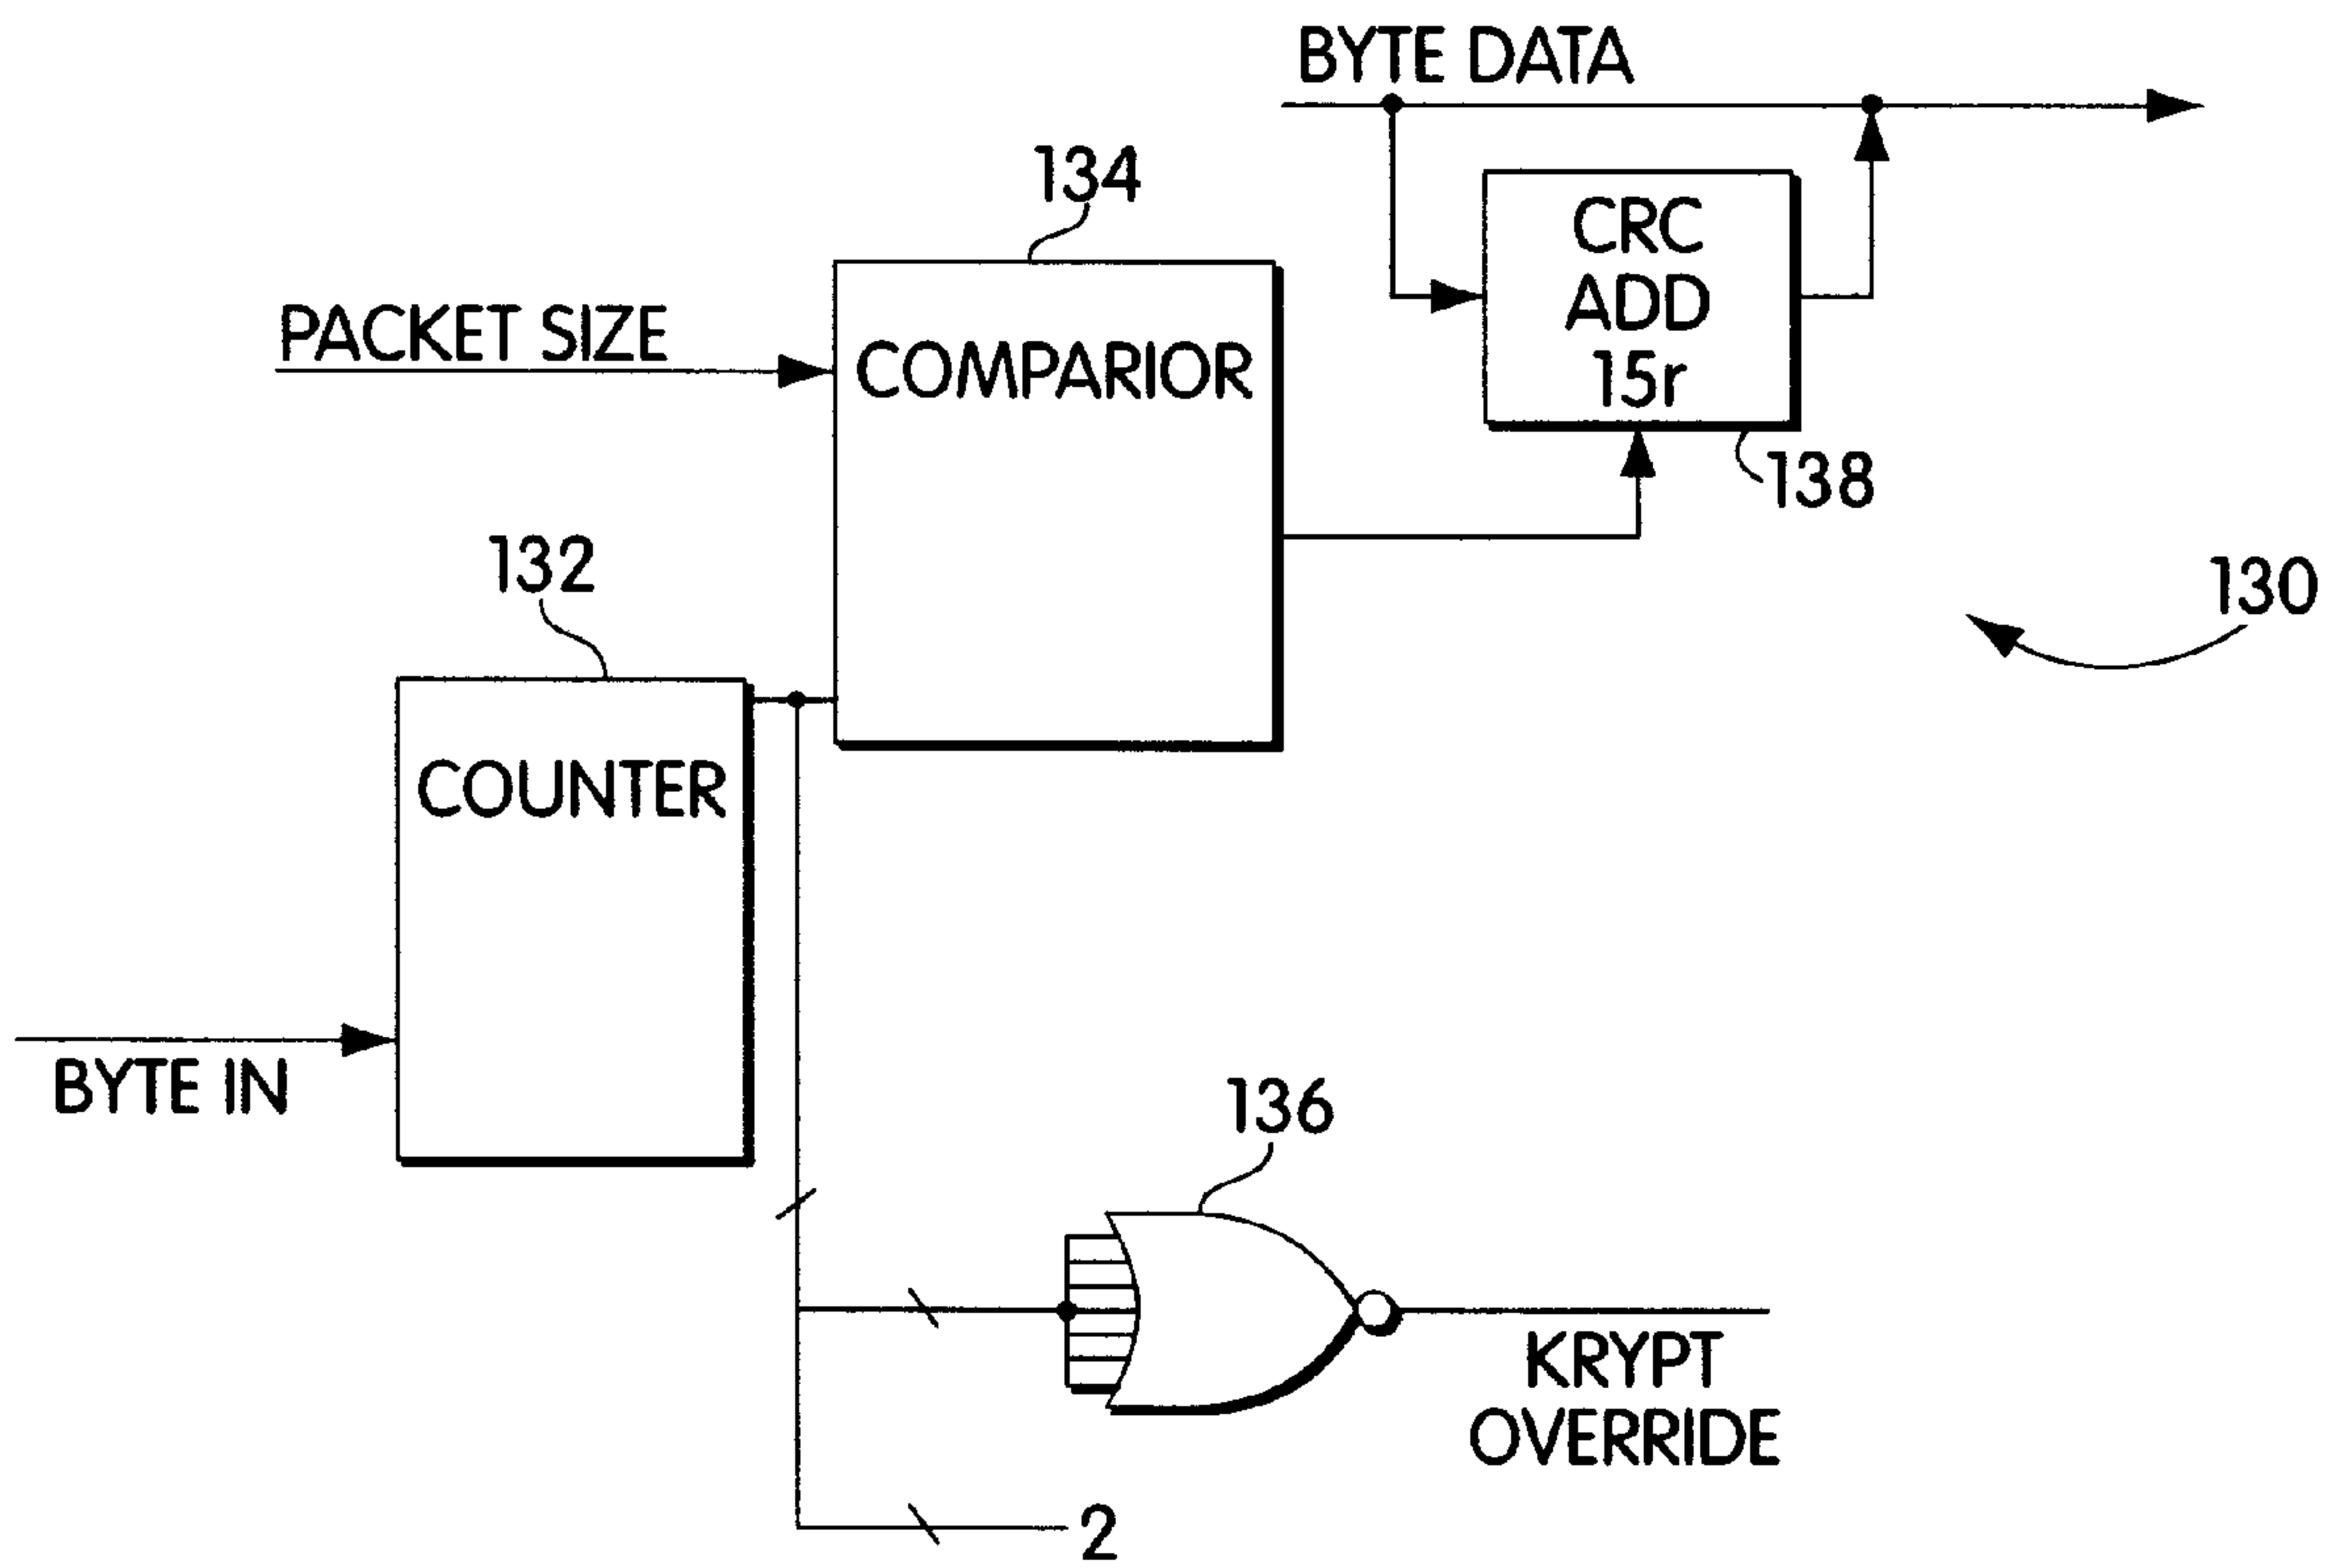 BYTE DATA
134
CRC
ADD
15r
PACKET SIZE
COMPARIOR
138
132
130
COUNTER
BYTE IN
136
KRYPT
OVERRIDE
2